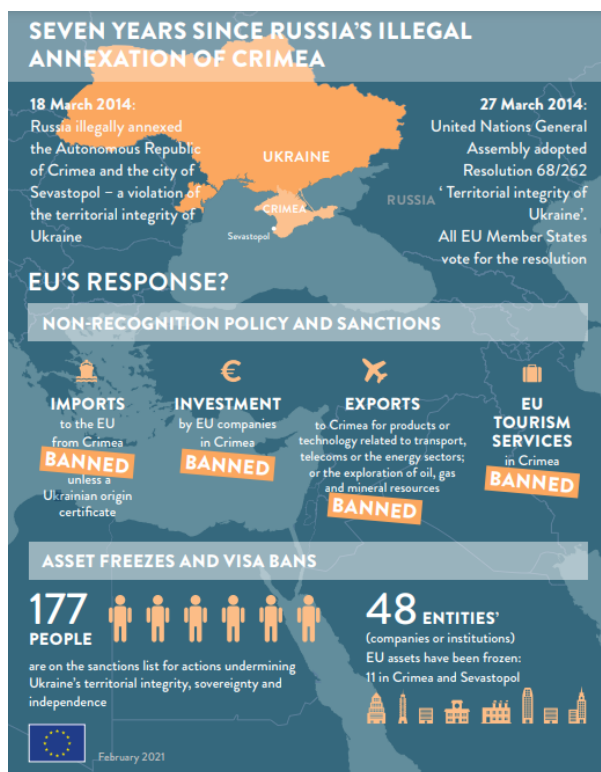 SEVEN YEARS SINCE RUSSIA'S ILLEGAL
ANNEXATION OF CRIMEA
18 March 2014:
Russia illegally annexed
the Autonomous Republic
of Crimea and the city of
Sevastopol – a violation of
the territorial integrity of
Ukraine
UKRAINE
CRIMEA
Sevastopol
RUSSIA
27 March 2014:
United Nations General
Assembly adopted
Resolution 68/262
‘ Territorial integrity of
Ukraine’.
All EU Member States
vote for the resolution
EU'S RESPONSE?
NON-RECOGNITION POLICY AND SANCTIONS
IMPORTS
to the EU
from Crimea
BANNED
unless a
Ukrainian origin
certificate
€
INVESTMENT
by EU companies
in Crimea
BANNED
EXPORTS
to Crimea for products or
technology related to transport,
telecoms or the energy sectors;
or the exploration of oil, gas
and mineral resources
BANNED
EU
TOURISM
SERVICES
in Crimea
BANNED
ASSET FREEZES AND VISA BANS
177
PEOPLE
are on the sanctions list for actions undermining
Ukraine's territorial integrity, sovereignty and
independence
48 ENTITIES’
(companies or institutions)
EU assets have been frozen:
11 in Crimea and Sevastopol
February 2021